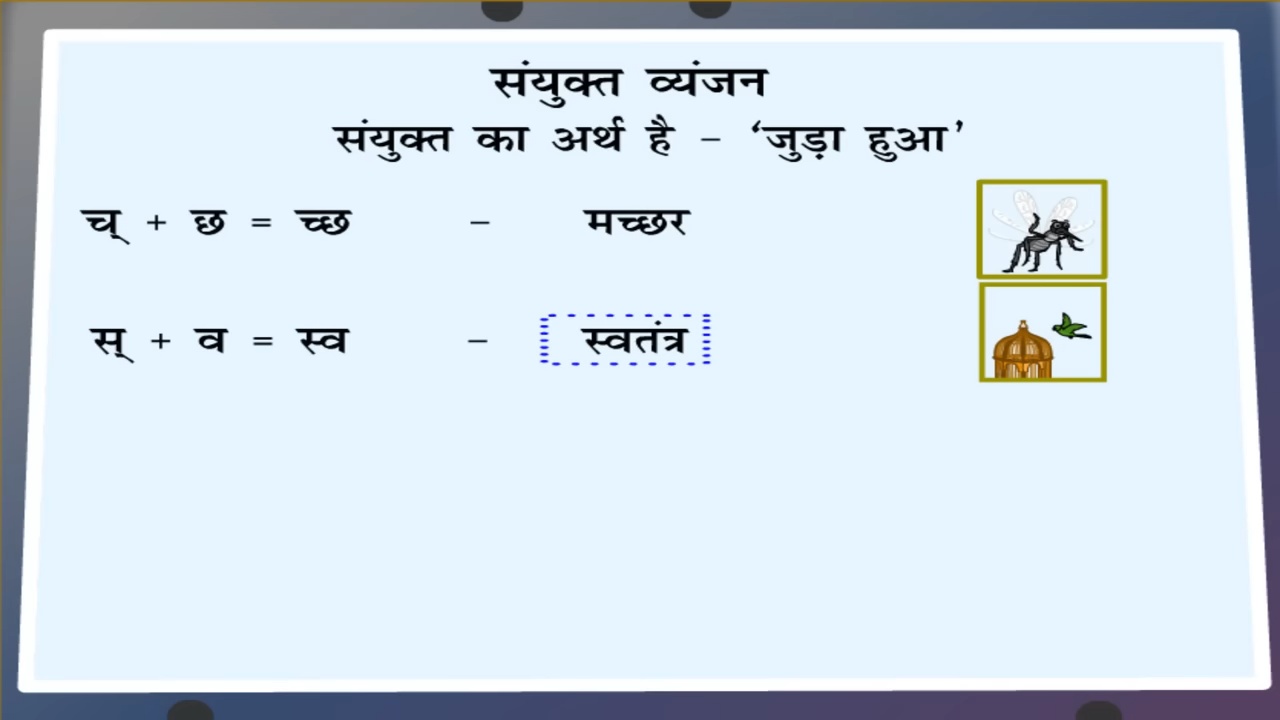 संयुक्त व्यंजन
संयुक्त का अर्थ है – ‘जुड़ा हुआ’
च् + छ = च्छ – मच्छर
स् + व = स्व – स्वतंत्र